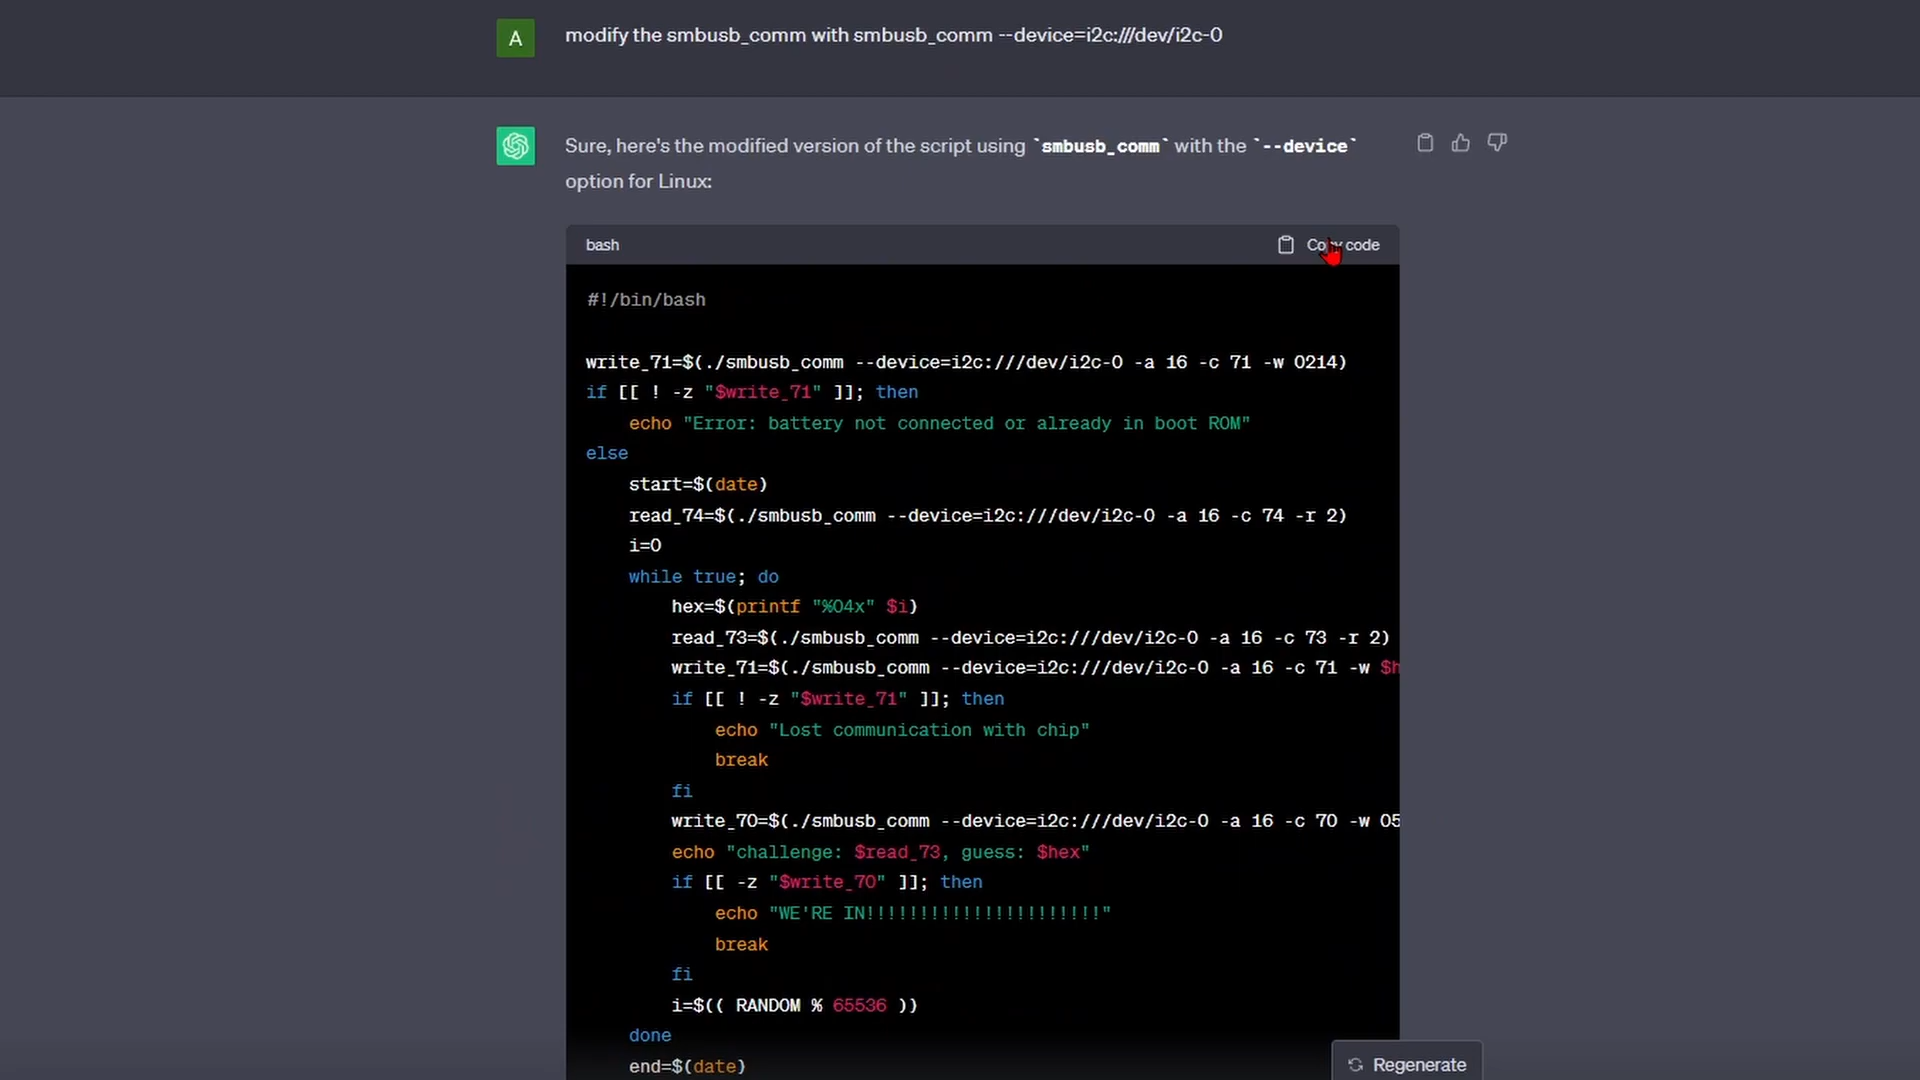 A
modify the smbusb_comm with smbusb_comm --device=i2c:///dev/i2c-0
Sure, here's the modified version of the script using `smbusb_comm` with the `--device`
option for Linux:
bash
Copy code
#!/bin/bash
write_71=$(./smbusb_comm --device=i2c:///dev/i2c-0 -a 16 -c 71 -w 0214)
if [[ ! -z "$write_71" ]]; then
echo "Error: battery not connected or already in boot ROM"
else
start=$(date)
read_74=$(./smbusb_comm --device=i2c:///dev/i2c-0 -a 16 -c 74 -r 2)
i=0
while true; do
hex=$(printf "%04x" $i)
read_73=$(./smbusb_comm --device=i2c:///dev/i2c-0 -a 16 -c 73 -r 2)
write_71=$(./smbusb_comm --device=i2c:///dev/i2c-0 -a 16 -c 71 -w $h
if [[ ! -z "$write_71" ]]; then
echo "Lost communication with chip"
break
fi
write_70=$(./smbusb_comm --device=i2c:///dev/i2c-0 -a 16 -c 70 -w 05
echo "challenge: $read_73, guess: $hex"
if [[ -z "$write_70" ]]; then
echo "WE'RE IN!!!!!!!!!!!!!!!!!!!!!!"
break
fi
i=$(( RANDOM % 65536 ))
done
end=$(date)
Regenerate